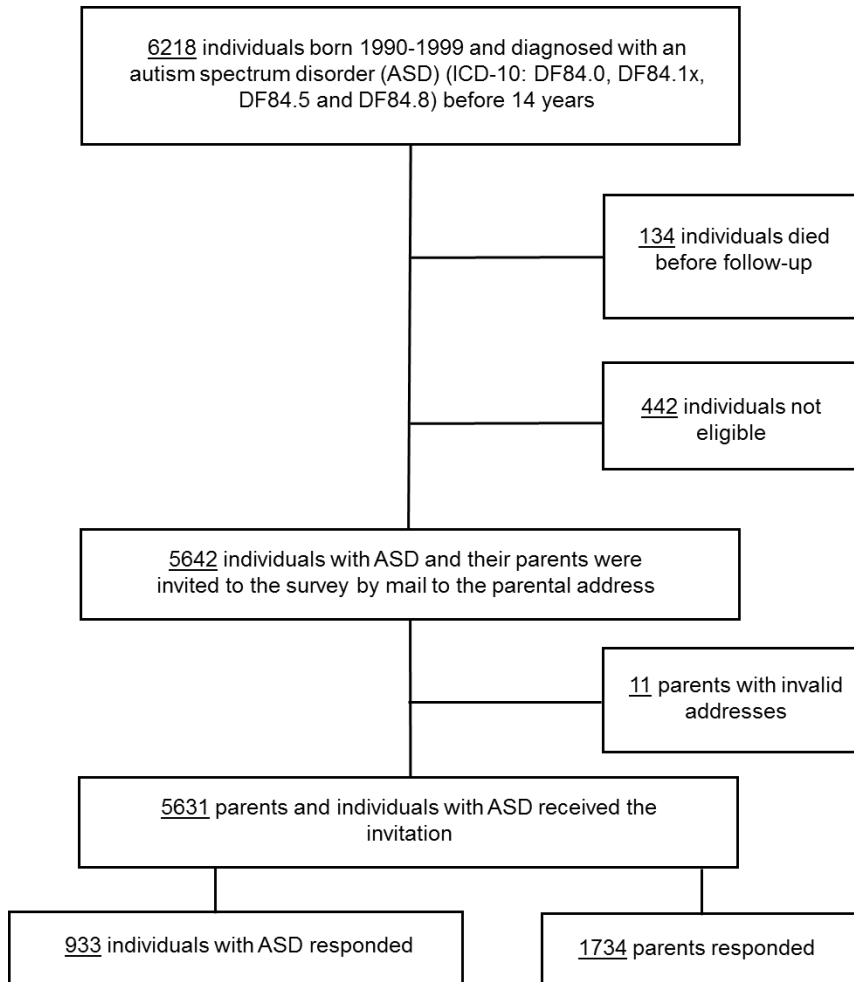 6218 individuals born 1990-1999 and diagnosed with an
autism spectrum disorder (ASD) (ICD-10: DF84.0, DF84.1x,
DF84.5 and DF84.8) before 14 years
134 individuals died
before follow-up
442 individuals not
eligible
5642 individuals with ASD and their parents were
invited to the survey by mail to the parental address
11 parents with invalid
addresses
5631 parents and individuals with ASD received the
invitation
933 individuals with ASD responded
1734 parents responded